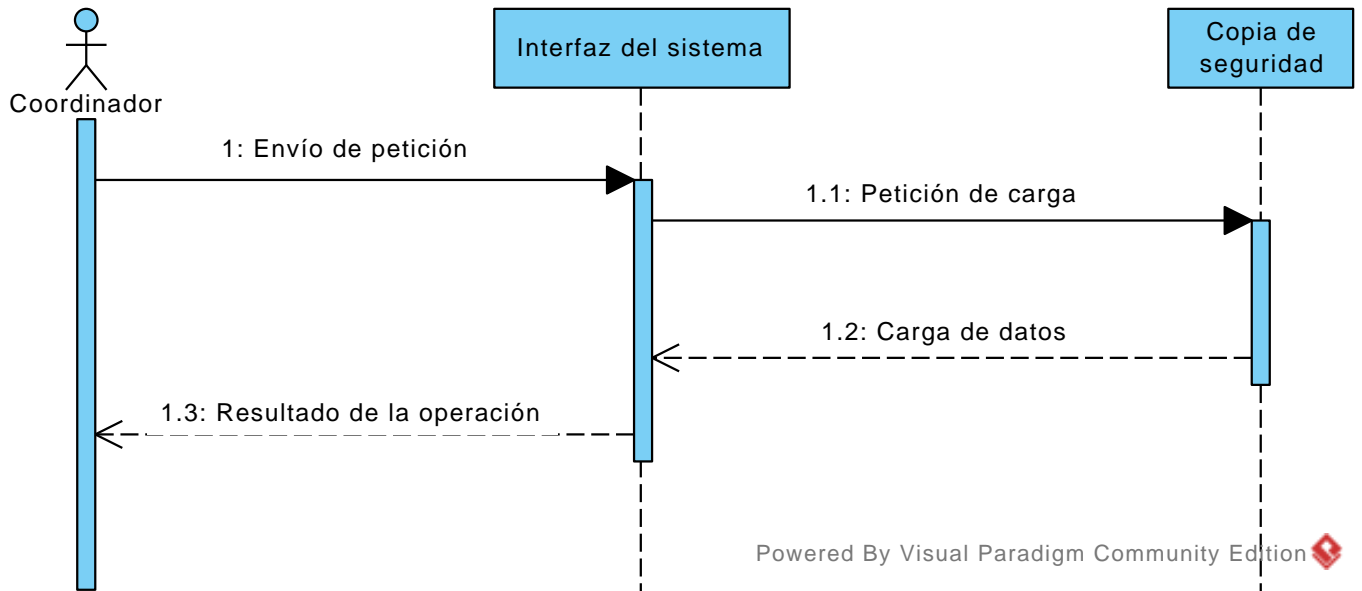 Interfaz del sistema
Copia de
seguridad
Coordinador
1: Envío de petición
1.1: Petición de carga
1.2: Carga de datos
1.3: Resultado de la operación
Powered By Visual Paradigm Community Edition